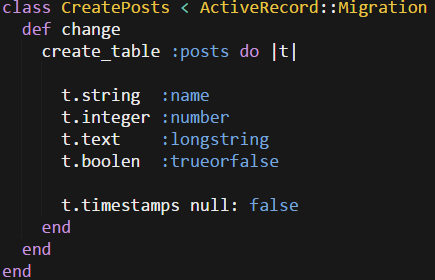 class CreatePosts < ActiveRecord::Migration
def change
create_table :posts do |t|
t.string :name
t.integer :number
t.text :longstring
t.boolen :trueorfalse
t.timestamps null: false
end
end
end